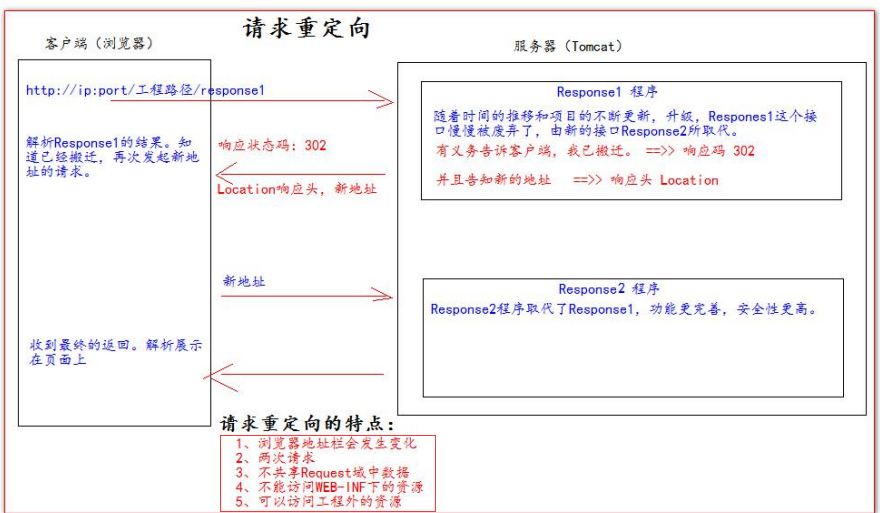 请求重定向
客户端（浏览器）
服务器（Tomcat）
http://ip:port/工程路径/response1
解析Response1的结果。知
道已经搬迁，再次发起新地
址的请求。
响应状态码：302
Location响应头，新地址
Response1 程序
随着时间的推移和项目的不断更新，升级，Respones1这个接
口慢慢被废弃了，由新的接口Response2所取代。
有义务告诉客户端，我已搬迁。 ==>> 响应码 302
并且告知新的地址 ==>> 响应头 Location
新地址
Response2 程序
Response2程序取代了Response1，功能更完善，安全性更高。
收到最终的返回。解析展示
在页面上
请求重定向的特点：
1、浏览器地址栏会发生变化
2、两次请求
3、不共享Request域中数据
4、不能访问WEB-INF下的资源
5、可以访问工程外的资源